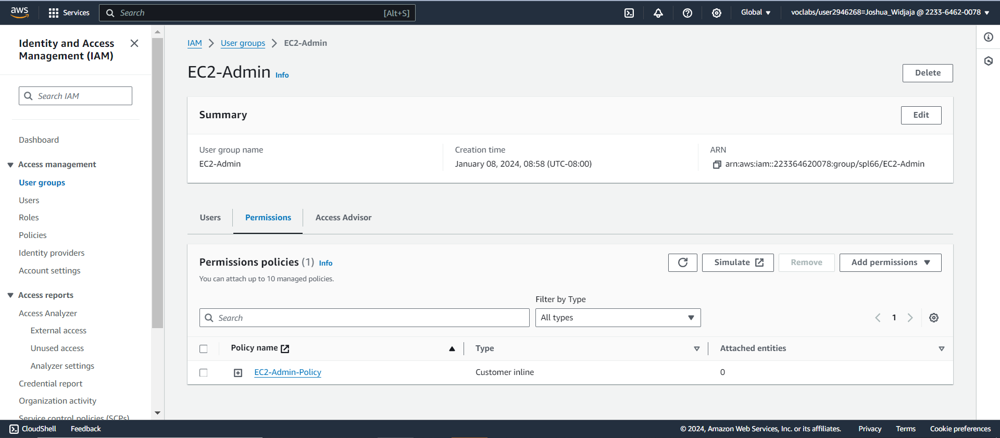 aws
Services
Search
[Alt+S]
Global
voclabs/user2946268=Joshua_Widjaja @ 2233-6462-0078
Identity and Access
Management (IAM)
Search IAM
Dashboard
Access management
User groups
Users
Roles
Policies
Identity providers
Account settings
Access reports
Access Analyzer
External access
Unused access
Analyzer settings
Credential report
Organization activity
Service control policies (SCPs)
IAM
User groups
EC2-Admin
EC2-Admin Info
Delete
Summary
Edit
User group name
EC2-Admin
Creation time
January 08, 2024, 08:58 (UTC-08:00)
ARN
arn:aws:iam::223364620078:group/spl66/EC2-Admin
Users
Permissions
Access Advisor
Permissions policies (1) Info
You can attach up to 10 managed policies.
Simulate
Remove
Add permissions
Filter by Type
Search
All types
1
Policy name
Type
Attached entities
EC2-Admin-Policy
Customer inline
0
CloudShell
Feedback
© 2024, Amazon Web Services, Inc. or its affiliates.
Privacy
Terms
Cookie preferences